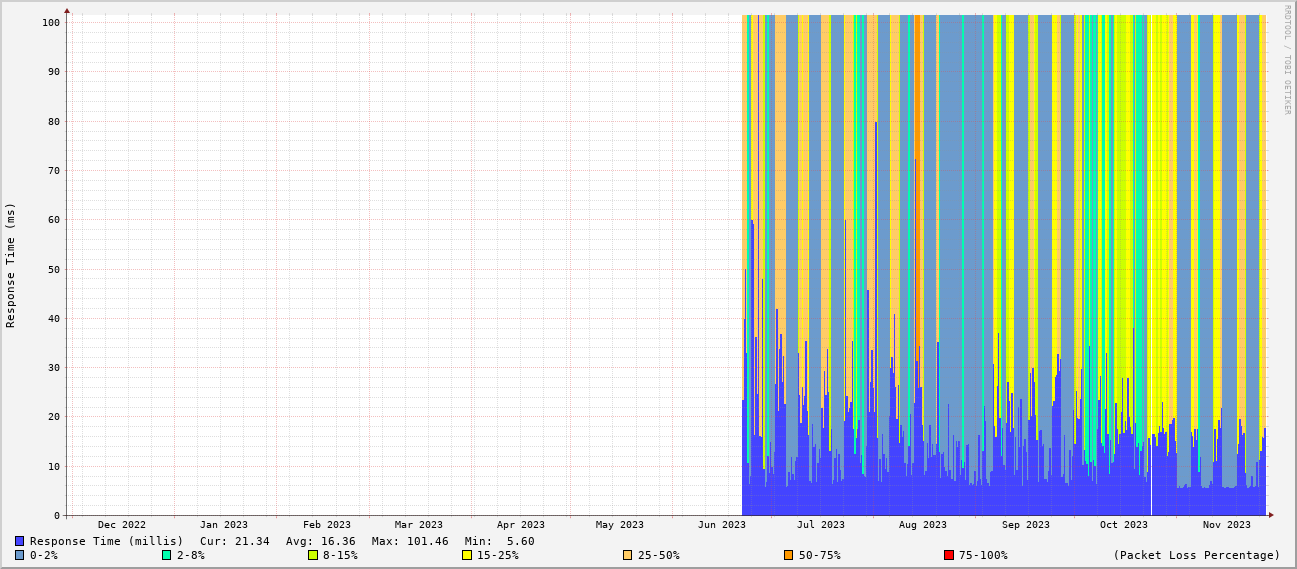 RRDTOOL / TOBI OETIKER
Response Time (ms)
100
90
80
70
60
50
40
30
20
10
0
Dec 2022 Jan 2023 Feb 2023 Mar 2023 Apr 2023 May 2023 Jun 2023 Jul 2023 Aug 2023 Sep 2023 Oct 2023 Nov 2023
Response Time (millis) Cur: 21.34 Avg: 16.36 Max: 101.46 Min: 5.60
0-2% 2-8% 8-15% 15-25% 25-50% 50-75% 75-100% (Packet Loss Percentage)